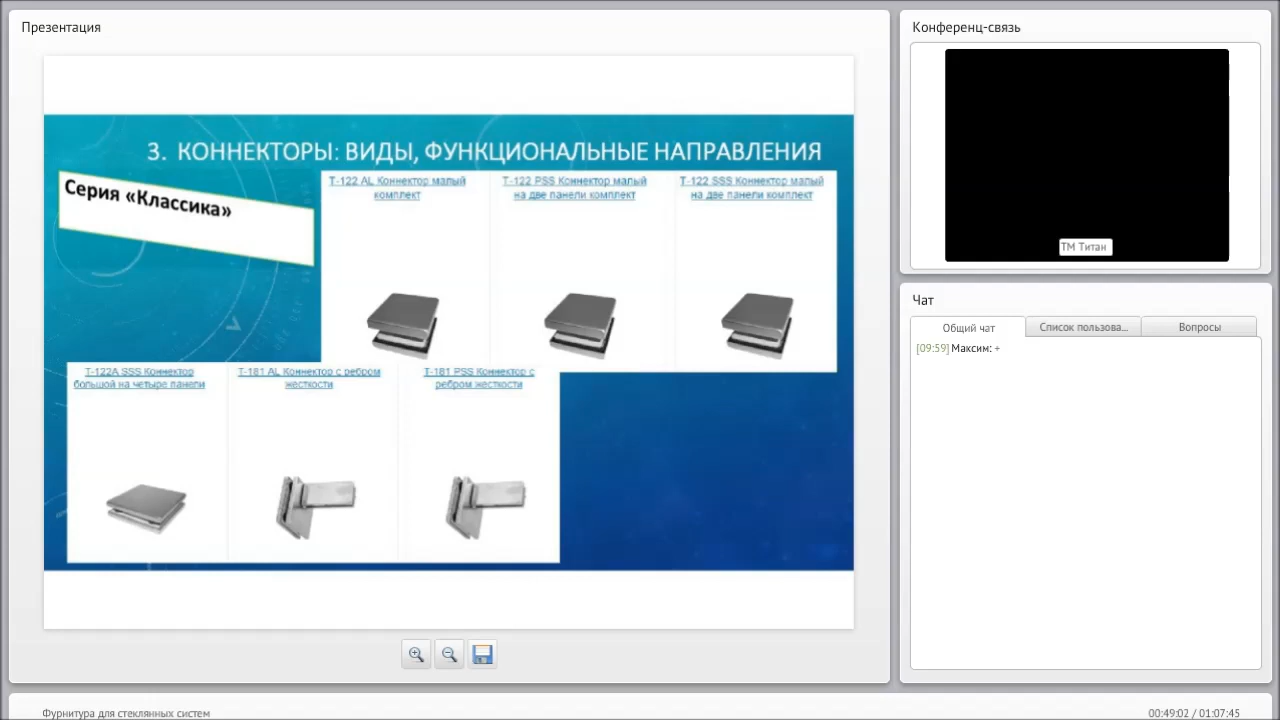 Презентация
3. КОННЕКТОРЫ: ВИДЫ, ФУНКЦИОНАЛЬНЫЕ НАПРАВЛЕНИЯ
Серия «Классика»
T-122 AL Коннектор малый
комплект
T-122 PSS Коннектор малый
на две панели комплект
T-122 SSS Коннектор малый
на две панели комплект
T-122A SSS Коннектор
большой на четыре панели
T-181 AL Коннектор с ребром
жесткости
T-181 PSS Коннектор с
ребром жесткости
Конференц-связь
ТМ Титан
Чат
Общий чат
Список пользова...
Вопросы
[09:59] Максим: +
Фурнитура для стеклянных систем
00:49:02 / 01:07:45